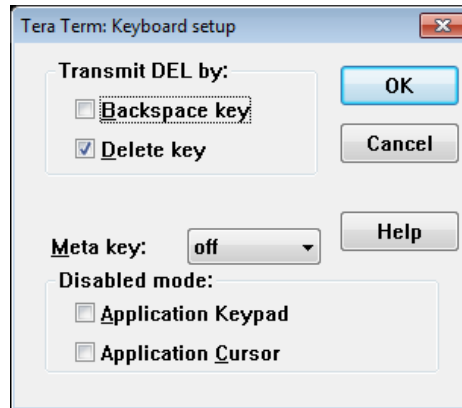 Tera Term: Keyboard setup
Transmit DEL by:
Backspace key
Delete key
OK
Cancel
Meta key:
off
Help
Disabled mode:
Application Keypad
Application Cursor